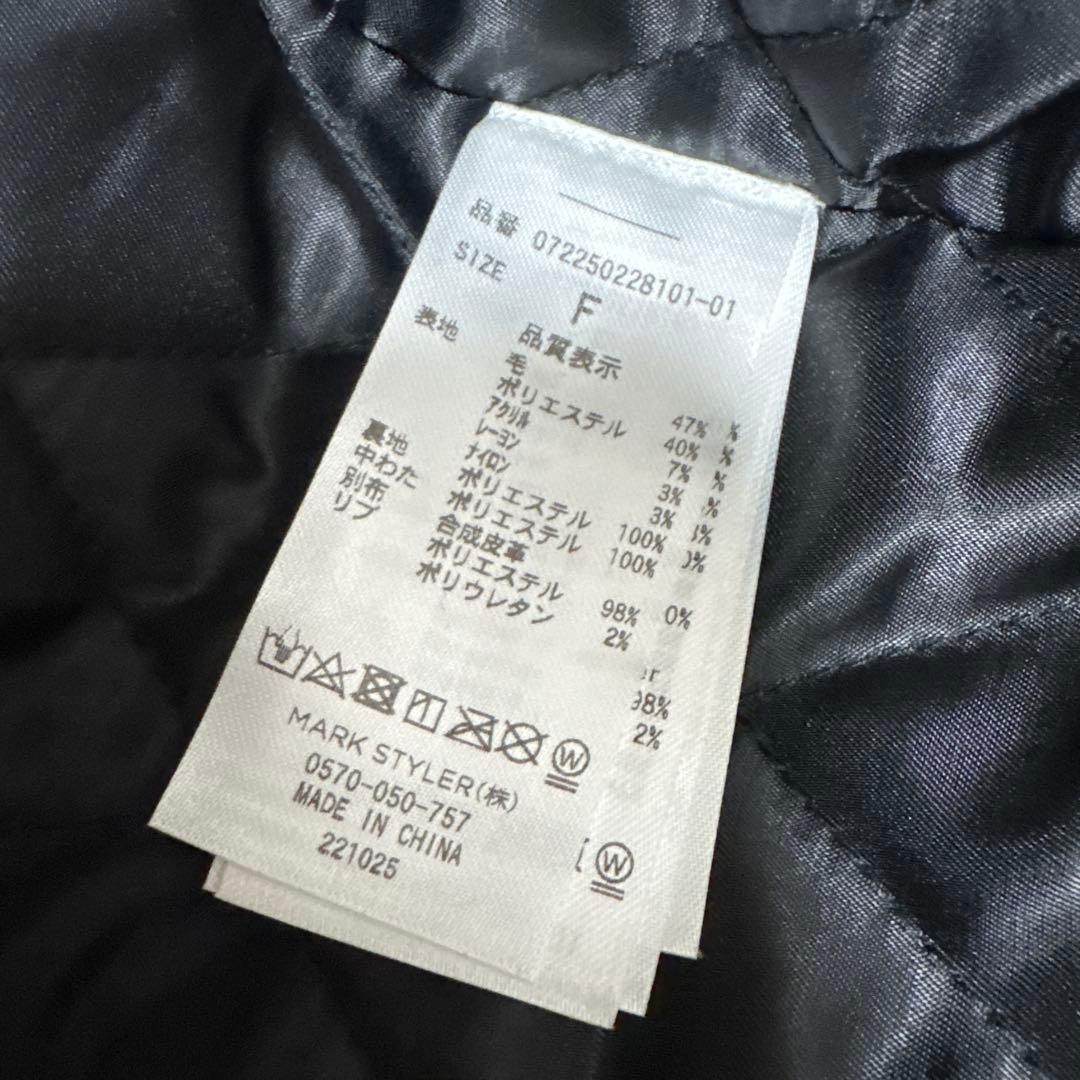 品番 072250228101-01
SIZE F
品質表示
表地 毛 47%
ポリエステル 40%
アクリル 7%
レーヨン 3%
ナイロン 3%
裏地 ポリエステル 100%
中わた ポリエステル 100%
別布 合成皮革
リブ ポリエステル 98%
ポリウレタン 2%
W
MARK STYLER(株)
0570-050-757
MADE IN CHINA
221025
%
%
%
%
%
%
0%
98%
2%
W